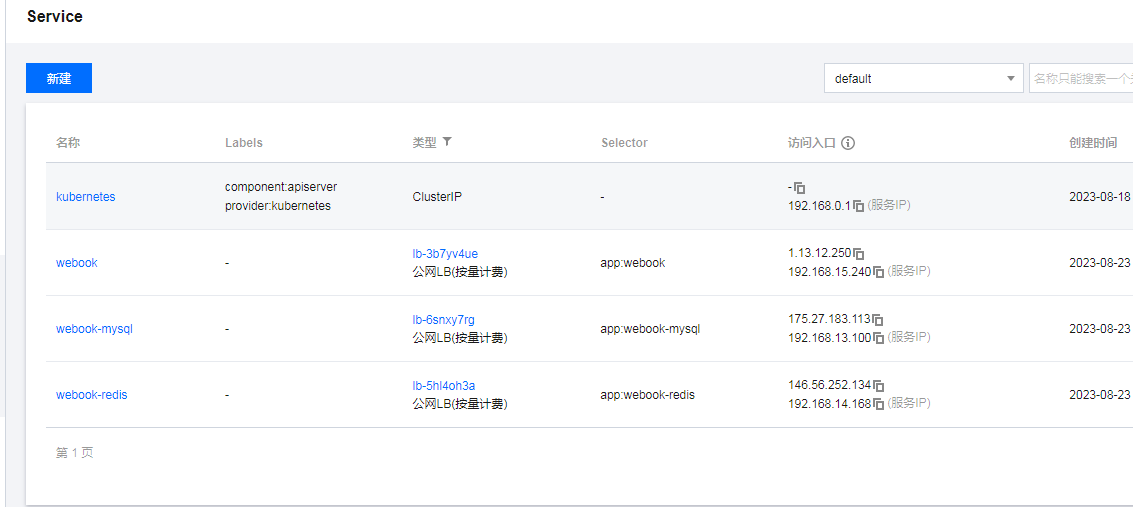 Service
新建
default
名称只能搜索一个
名称 Labels 类型 Selector 访问入口 创建时间
kubernetes component:apiserver ClusterIP - - 2023-08-18
provider:kubernetes 192.168.0.1 (服务IP)
webook - lb-3b7yv4ue app:webook 1.13.12.250 2023-08-23
公网LB(按量计费) 192.168.15.240 (服务IP)
webook-mysql - lb-6snxy7rg app:webook-mysql 175.27.183.113 2023-08-23
公网LB(按量计费) 192.168.13.100 (服务IP)
webook-redis - lb-5hl4oh3a app:webook-redis 146.56.252.134 2023-08-23
公网LB(按量计费) 192.168.14.168 (服务IP)
第 1 页